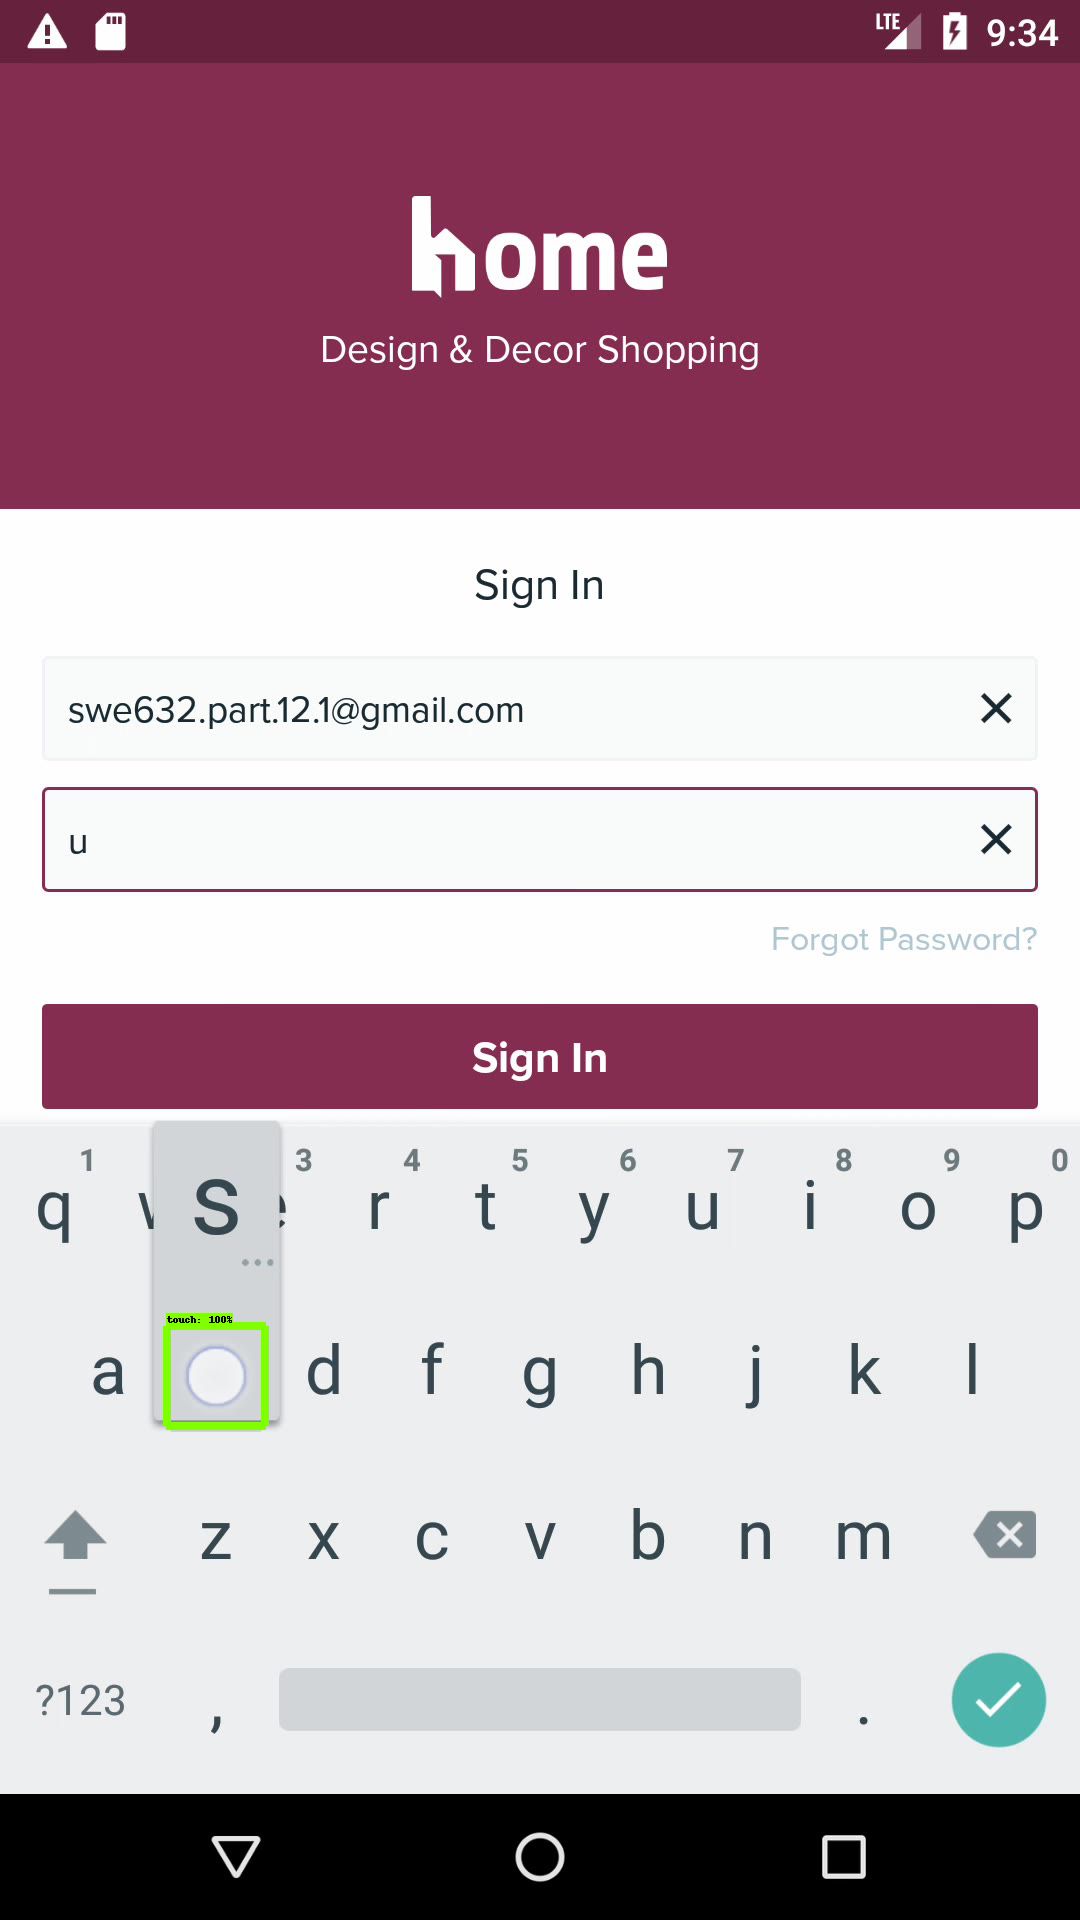 LTE 9:34
home
Design & Decor Shopping
Sign In
swe632.part.12.1@gmail.com
u
Forgot Password?
Sign In
1 3 4 5 6 7 8 9 0
q w s e r t y u i o p
touch: 100%
a d f g h j k l
z x c v b n m
?123 , .